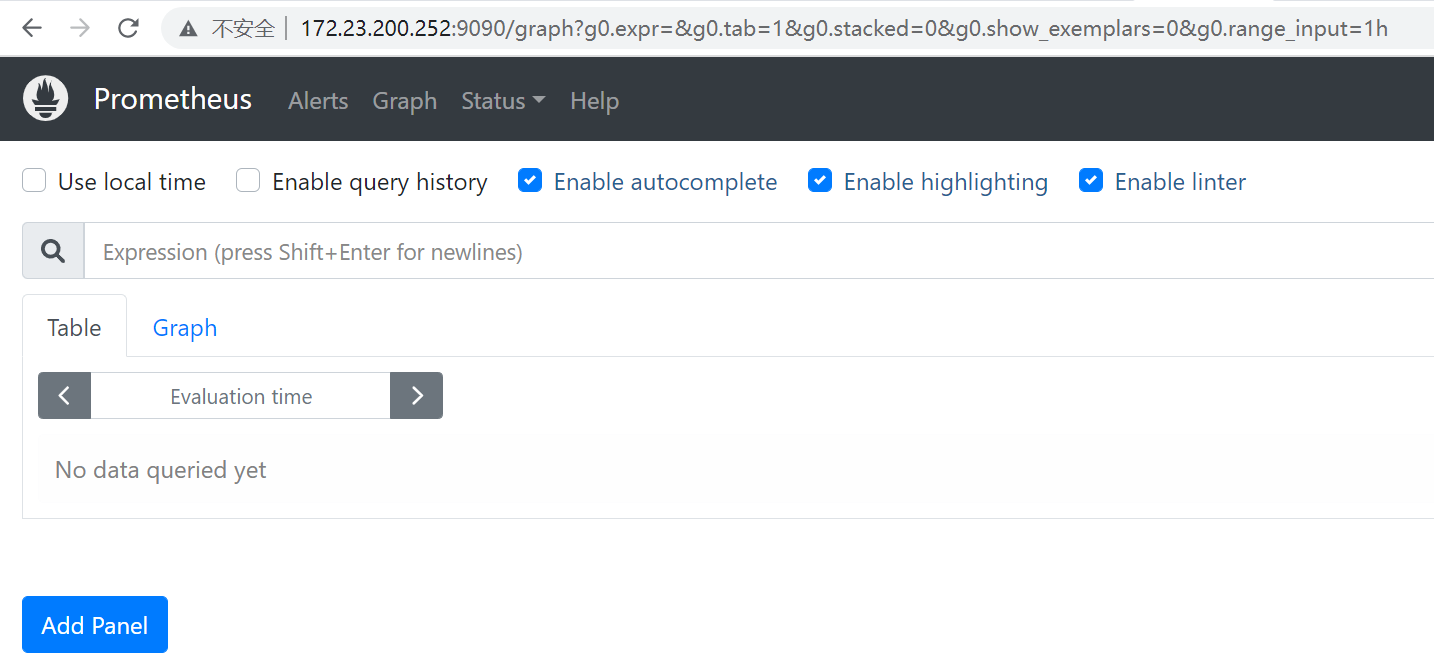 不安全 172.23.200.252:9090/graph?g0.expr=&g0.tab=1&g0.stacked=0&g0.show_exemplars=0&g0.range_input=1h
Prometheus Alerts Graph Status Help
Use local time Enable query history Enable autocomplete Enable highlighting Enable linter
Expression (press Shift+Enter for newlines)
Table Graph
Evaluation time
No data queried yet
Add Panel